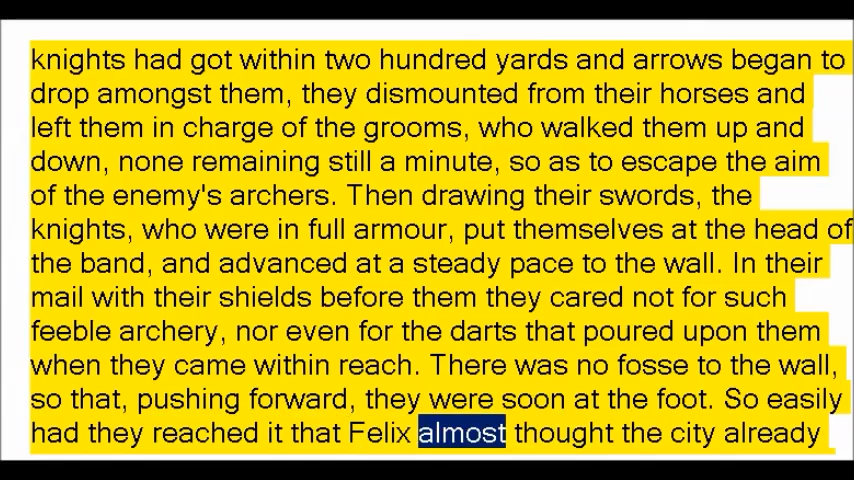 knights had got within two hundred yards and arrows began to
drop amongst them, they dismounted from their horses and
left them in charge of the grooms, who walked them up and
down, none remaining still a minute, so as to escape the aim
of the enemy's archers. Then drawing their swords, the
knights, who were in full armour, put themselves at the head of
the band, and advanced at a steady pace to the wall. In their
mail with their shields before them they cared not for such
feeble archery, nor even for the darts that poured upon them
when they came within reach. There was no fosse to the wall,
so that, pushing forward, they were soon at the foot. So easily
had they reached it that Felix almost thought the city already